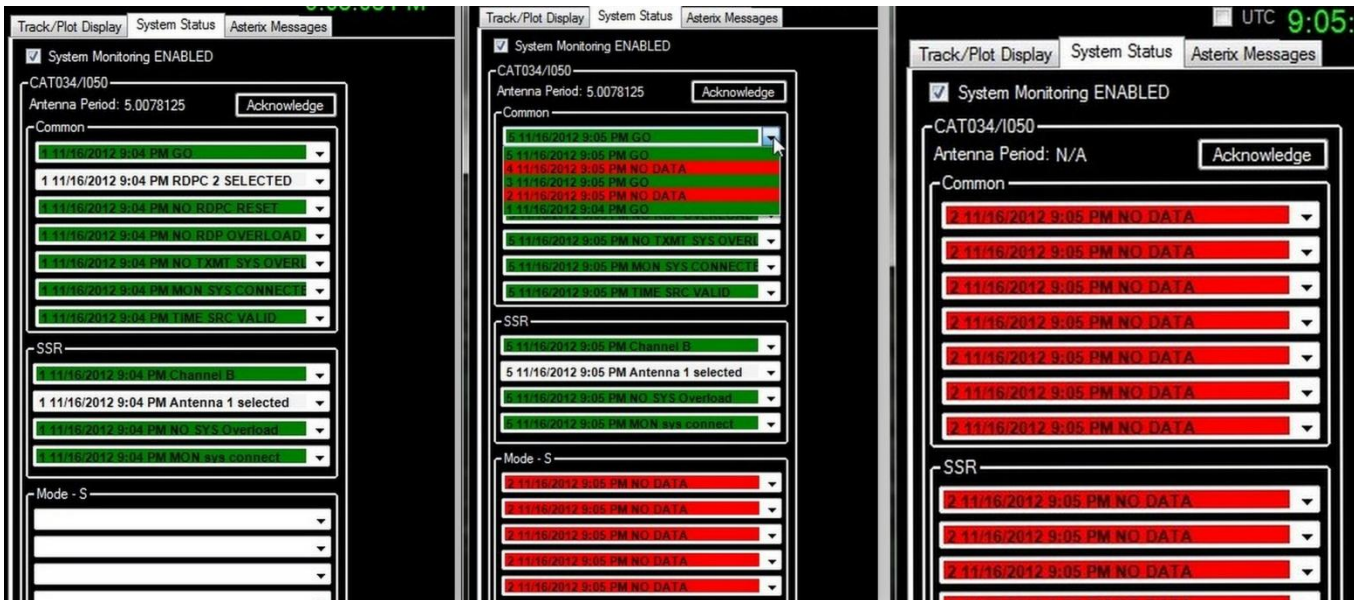 Track/Plot Display System Status Asterix Messages
System Monitoring ENABLED
CAT034/I050
Antenna Period: 5.0078125 Acknowledge
Common
1 11/16/2012 9:04 PM GO
1 11/16/2012 9:04 PM RDPC 2 SELECTED
1 11/16/2012 9:04 PM NO RDPC RESET
1 11/16/2012 9:04 PM NO RDP OVERLOAD
1 11/16/2012 9:04 PM NO TXMT SYS OVERL
1 11/16/2012 9:04 PM MON SYS CONNECTE
1 11/16/2012 9:04 PM TIME SRC VALID
SSR
1 11/16/2012 9:04 PM Channel B
1 11/16/2012 9:04 PM Antenna 1 selected
1 11/16/2012 9:04 PM NO SYS Overload
1 11/16/2012 9:04 PM MON sys connect
Mode - S
Track/Plot Display System Status Asterix Messages
System Monitoring ENABLED
CAT034/I050
Antenna Period: 5.0078125 Acknowledge
Common
5 11/16/2012 9:05 PM GO
5 11/16/2012 9:05 PM GO
4 11/16/2012 9:05 PM NO DATA
3 11/16/2012 9:05 PM GO
2 11/16/2012 9:05 PM NO DATA
1 11/16/2012 9:04 PM GO
5 11/16/2012 9:05 PM NO TXMT SYS OVERL
5 11/16/2012 9:05 PM MON SYS CONNECTE
5 11/16/2012 9:05 PM TIME SRC VALID
SSR
5 11/16/2012 9:05 PM Channel B
5 11/16/2012 9:05 PM Antenna 1 selected
5 11/16/2012 9:05 PM NO SYS Overload
5 11/16/2012 9:05 PM MON sys connect
Mode - S
2 11/16/2012 9:05 PM NO DATA
2 11/16/2012 9:05 PM NO DATA
2 11/16/2012 9:05 PM NO DATA
2 11/16/2012 9:05 PM NO DATA
2 11/16/2012 9:05 PM NO DATA
UTC 9:05:
Track/Plot Display System Status Asterix Messages
System Monitoring ENABLED
CAT034/I050
Antenna Period: N/A Acknowledge
Common
2 11/16/2012 9:05 PM NO DATA
2 11/16/2012 9:05 PM NO DATA
2 11/16/2012 9:05 PM NO DATA
2 11/16/2012 9:05 PM NO DATA
2 11/16/2012 9:05 PM NO DATA
2 11/16/2012 9:05 PM NO DATA
2 11/16/2012 9:05 PM NO DATA
SSR
2 11/16/2012 9:05 PM NO DATA
2 11/16/2012 9:05 PM NO DATA
2 11/16/2012 9:05 PM NO DATA